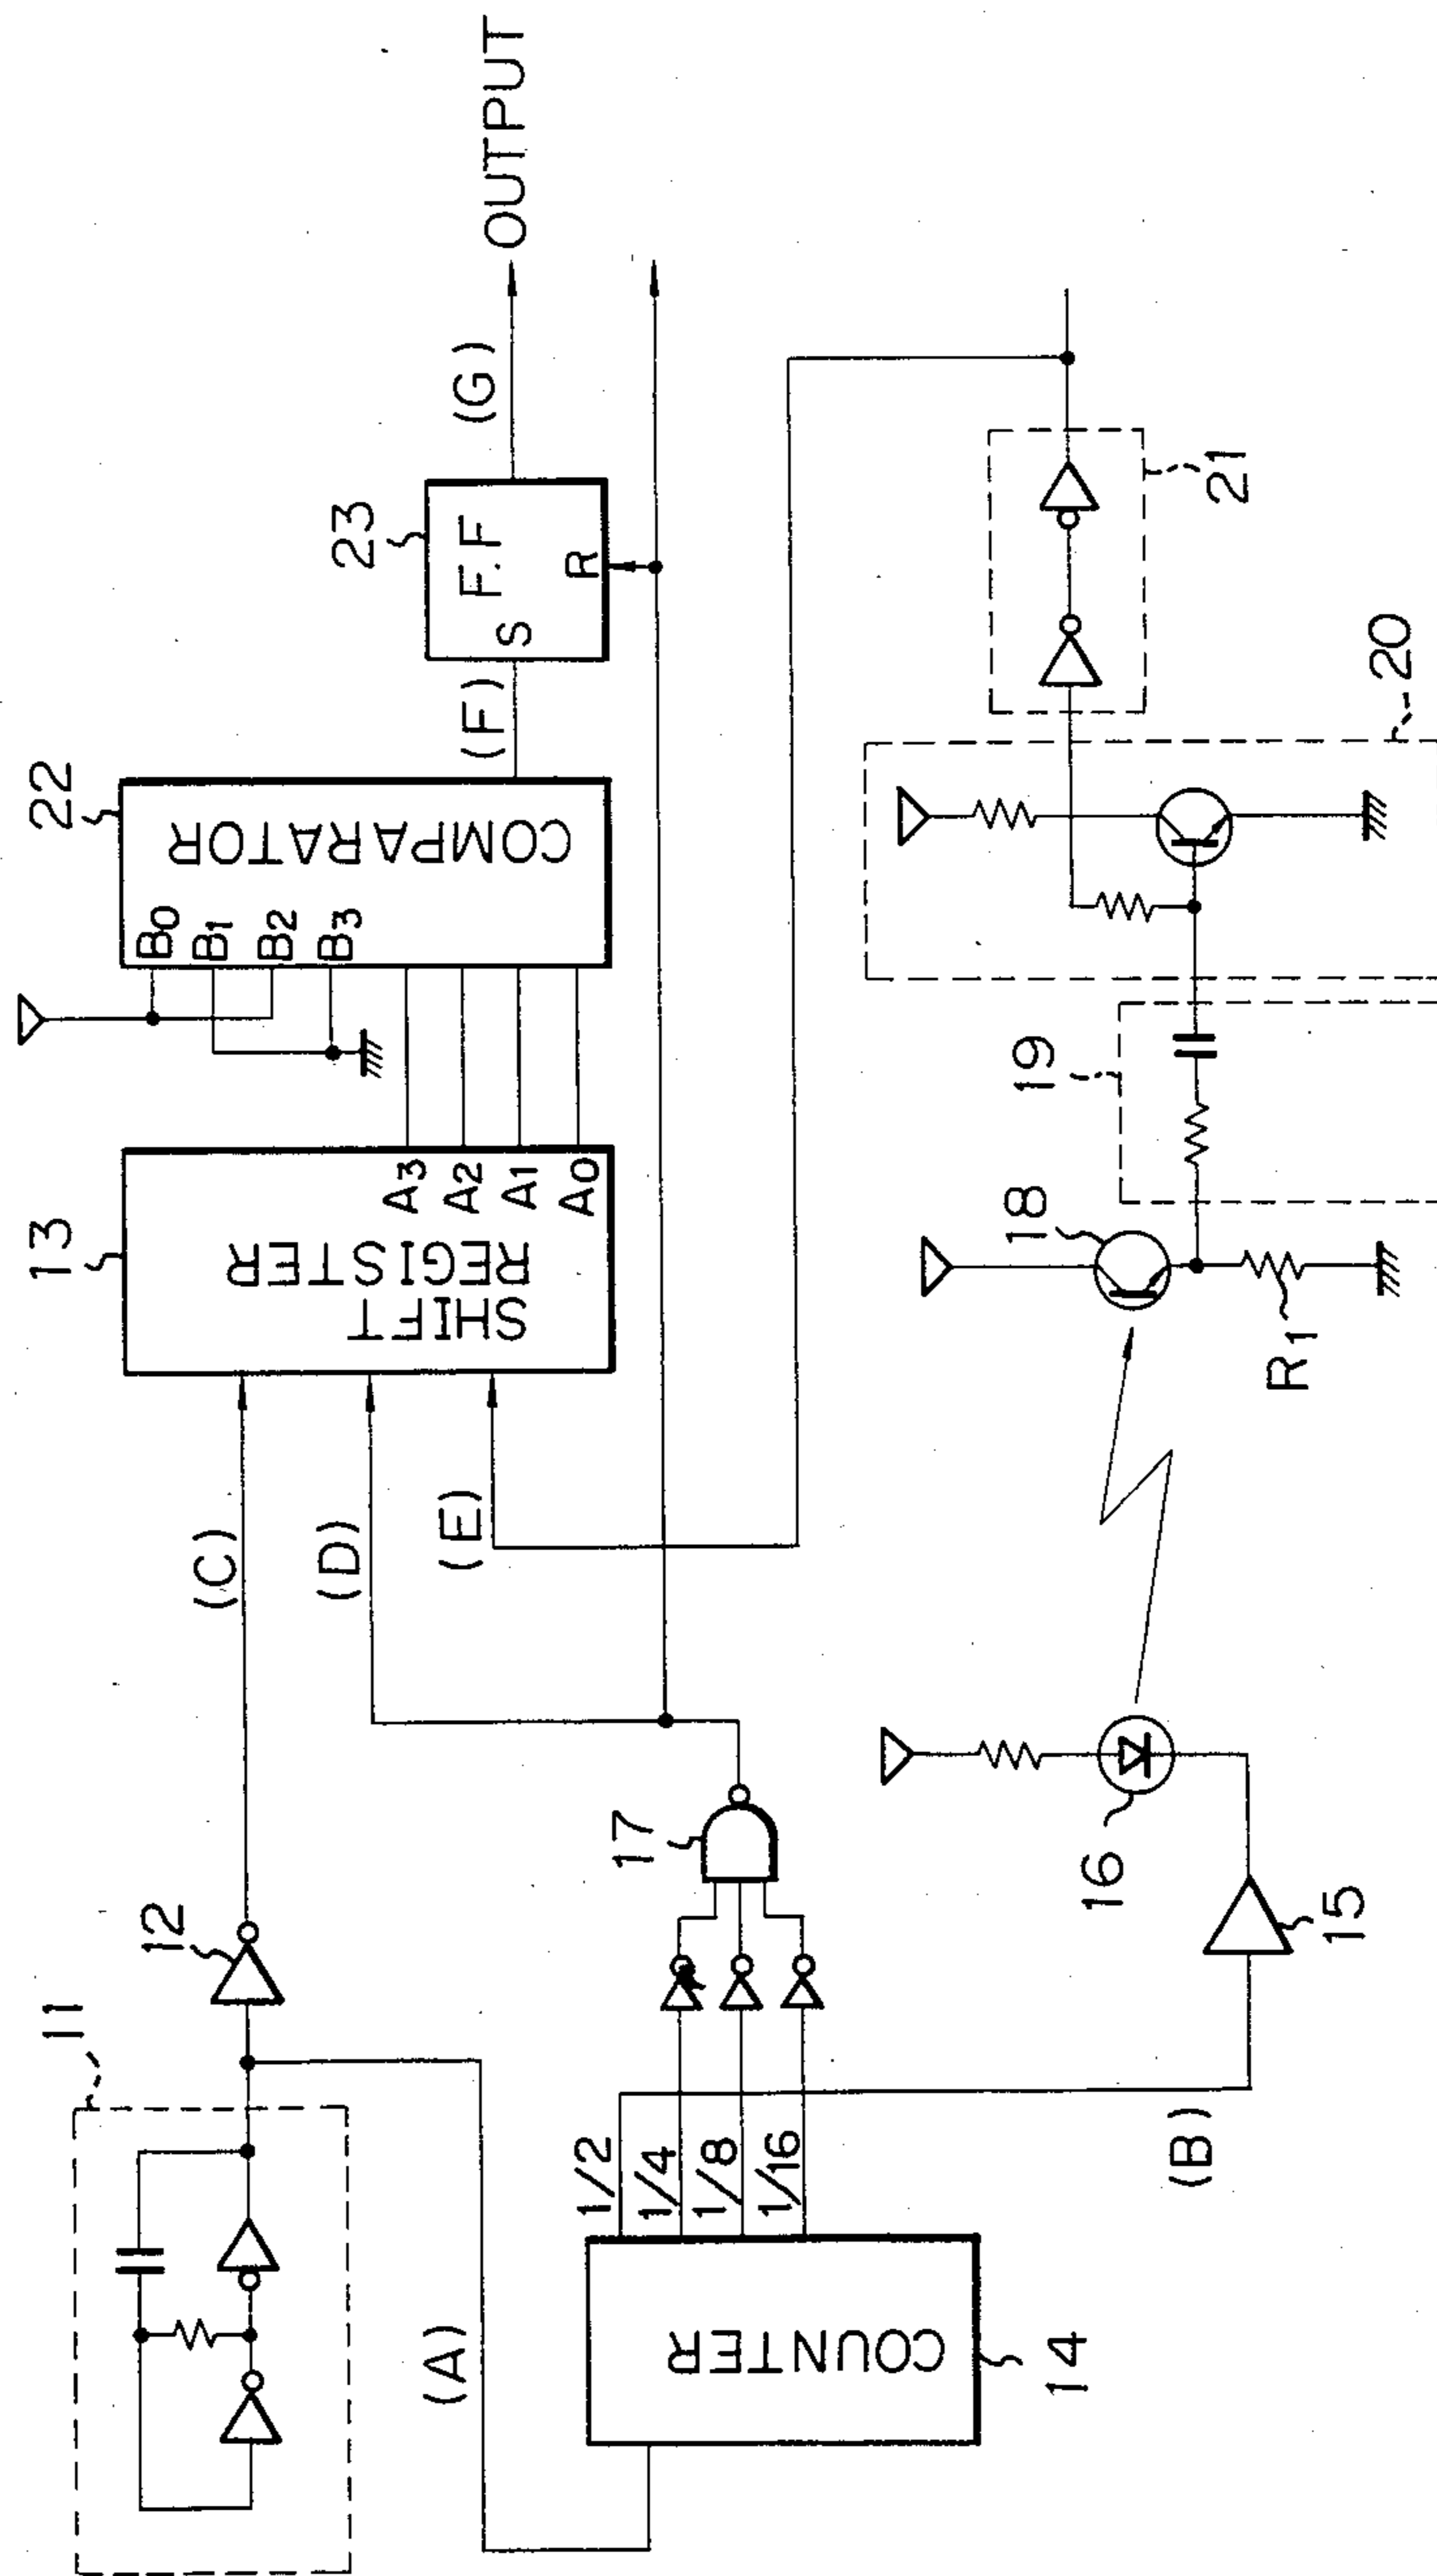 11
12
(C)
(A)
13
SHIFT
REGISTER
A3
A2
A1
A0
(D)
(E)
22
COMPARATOR
B0
B1
B2
B3
(F)
23
F.F
S
R
(G)
OUTPUT
COUNTER
14
1/2
1/4
1/8
1/16
17
(B)
15
16
18
R1
19
20
21